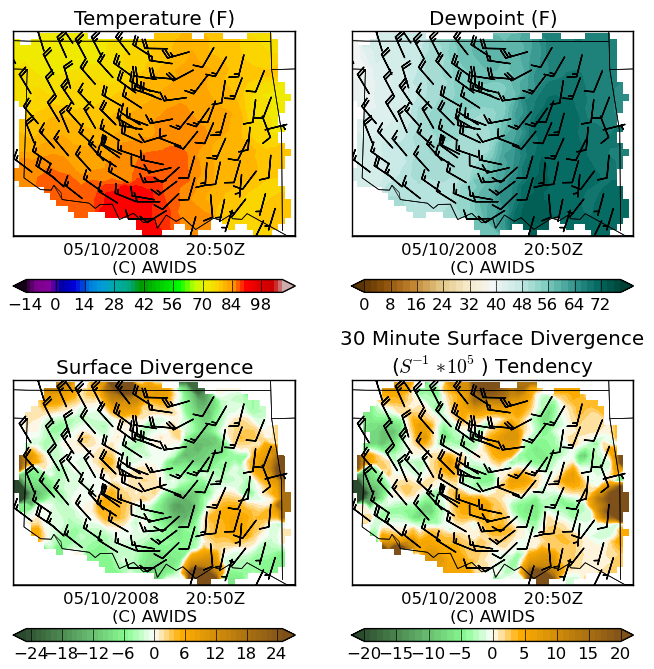 Temperature (F)
Dewpoint (F)
05/10/2008 20:50Z
(C) AWIDS
−14 0 14 28 42 56 70 84 98
05/10/2008 20:50Z
(C) AWIDS
0 8 16 24 32 40 48 56 64 72
Surface Divergence
30 Minute Surface Divergence
(S⁻¹ *10⁵ ) Tendency
05/10/2008 20:50Z
(C) AWIDS
−24 −18 −12 −6 0 6 12 18 24
05/10/2008 20:50Z
(C) AWIDS
−20 −15 −10 −5 0 5 10 15 20